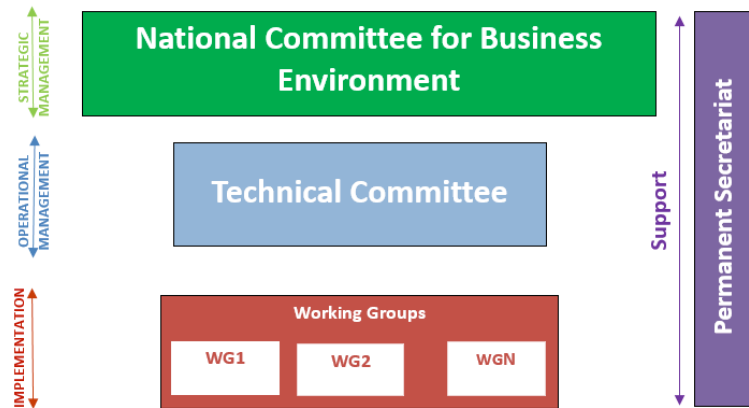 STRATEGIC
MANAGEMENT
National Committee for Business
Environment
OPERATIONAL
MANAGEMENT
Technical Committee
IMPLEMENTATION
Working Groups
WG1
WG2
WGN
Support
Permanent Secretariat